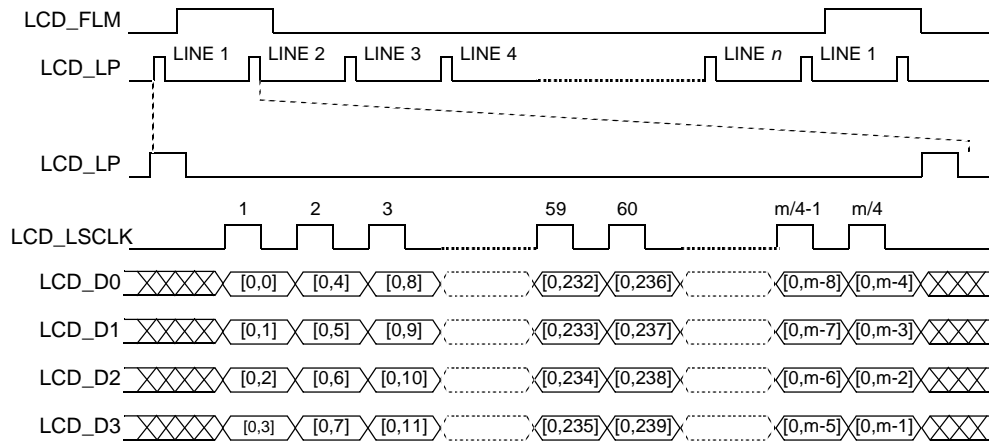 LCD_FLM
LINE 1 LINE 2 LINE 3 LINE 4 LINE n LINE 1
LCD_LP
LCD_LP
1 2 3 59 60 m/4-1 m/4
LCD_LSCLK
LCD_D0 [0,0] [0,4] [0,8] [0,232] [0,236] [0,m-8] [0,m-4]
LCD_D1 [0,1] [0,5] [0,9] [0,233] [0,237] [0,m-7] [0,m-3]
LCD_D2 [0,2] [0,6] [0,10] [0,234] [0,238] [0,m-6] [0,m-2]
LCD_D3 [0,3] [0,7] [0,11] [0,235] [0,239] [0,m-5] [0,m-1]